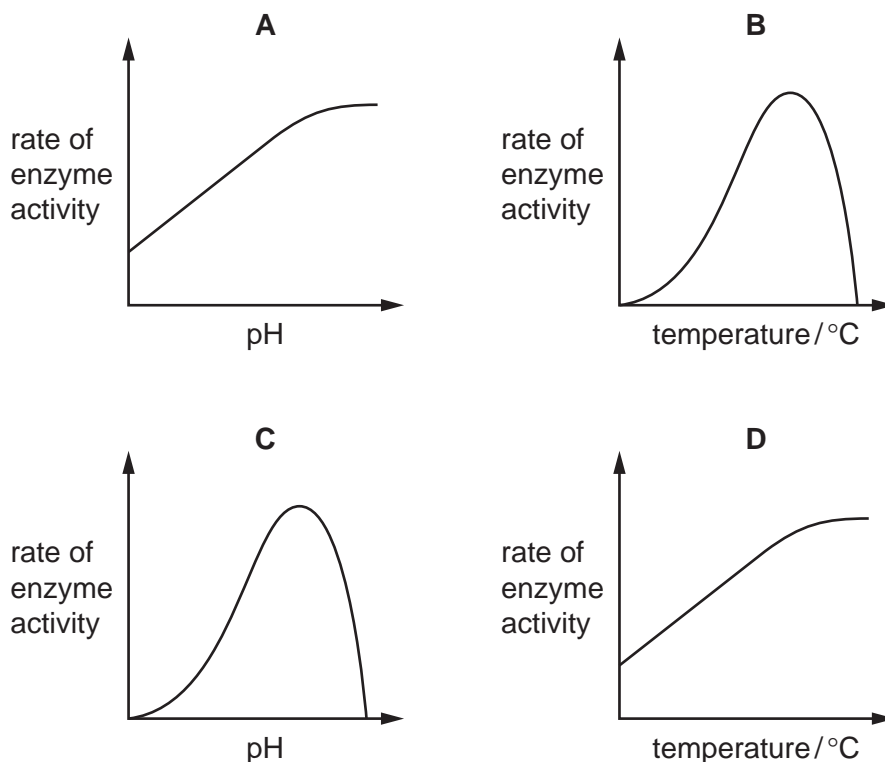 A
rate of
enzyme
activity
pH
B
rate of
enzyme
activity
temperature / °C
C
rate of
enzyme
activity
pH
D
rate of
enzyme
activity
temperature / °C